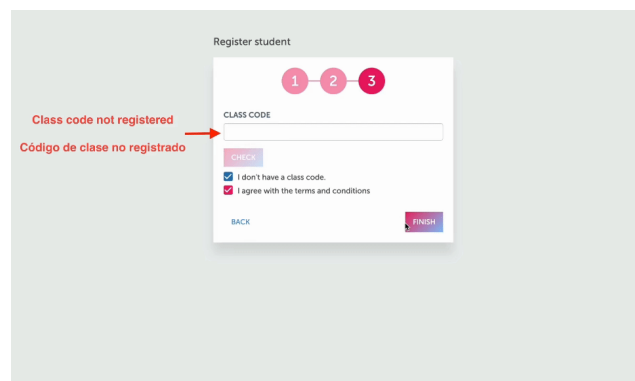 Register student
1 2 3
CLASS CODE
Class code not registered
Código de clase no registrado
CHECK
I don't have a class code.
I agree with the terms and conditions
BACK FINISH